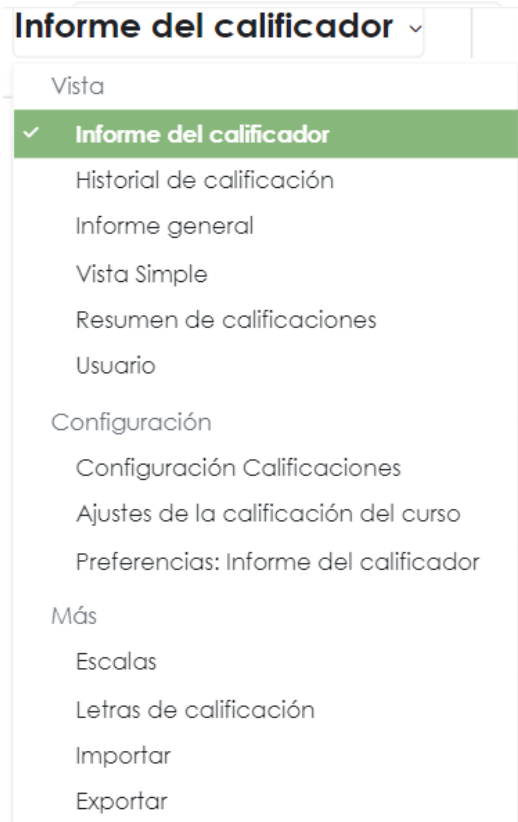 Informe del calificador
Vista
Informe del calificador
Historial de calificación
Informe general
Vista Simple
Resumen de calificaciones
Usuario
Configuración
Configuración Calificaciones
Ajustes de la calificación del curso
Preferencias: Informe del calificador
Más
Escalas
Letras de calificación
Importar
Exportar